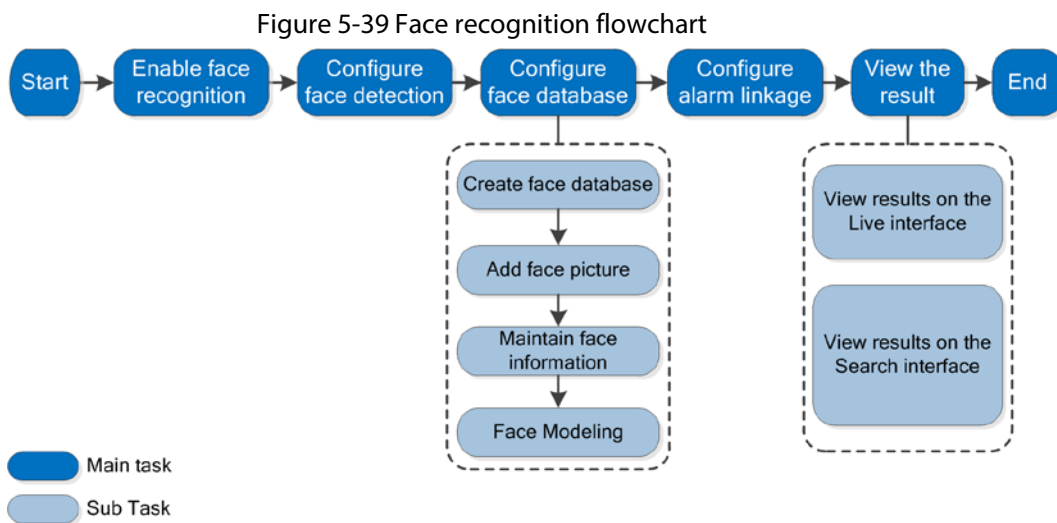 Figure 5-39 Face recognition flowchart
Start
Enable face
recognition
Configure
face detection
Configure
face database
Configure
alarm linkage
View the
result
End
Create face database
Add face picture
Maintain face
information
Face Modeling
View results on the
Live interface
View results on the
Search interface
Main task
Sub Task